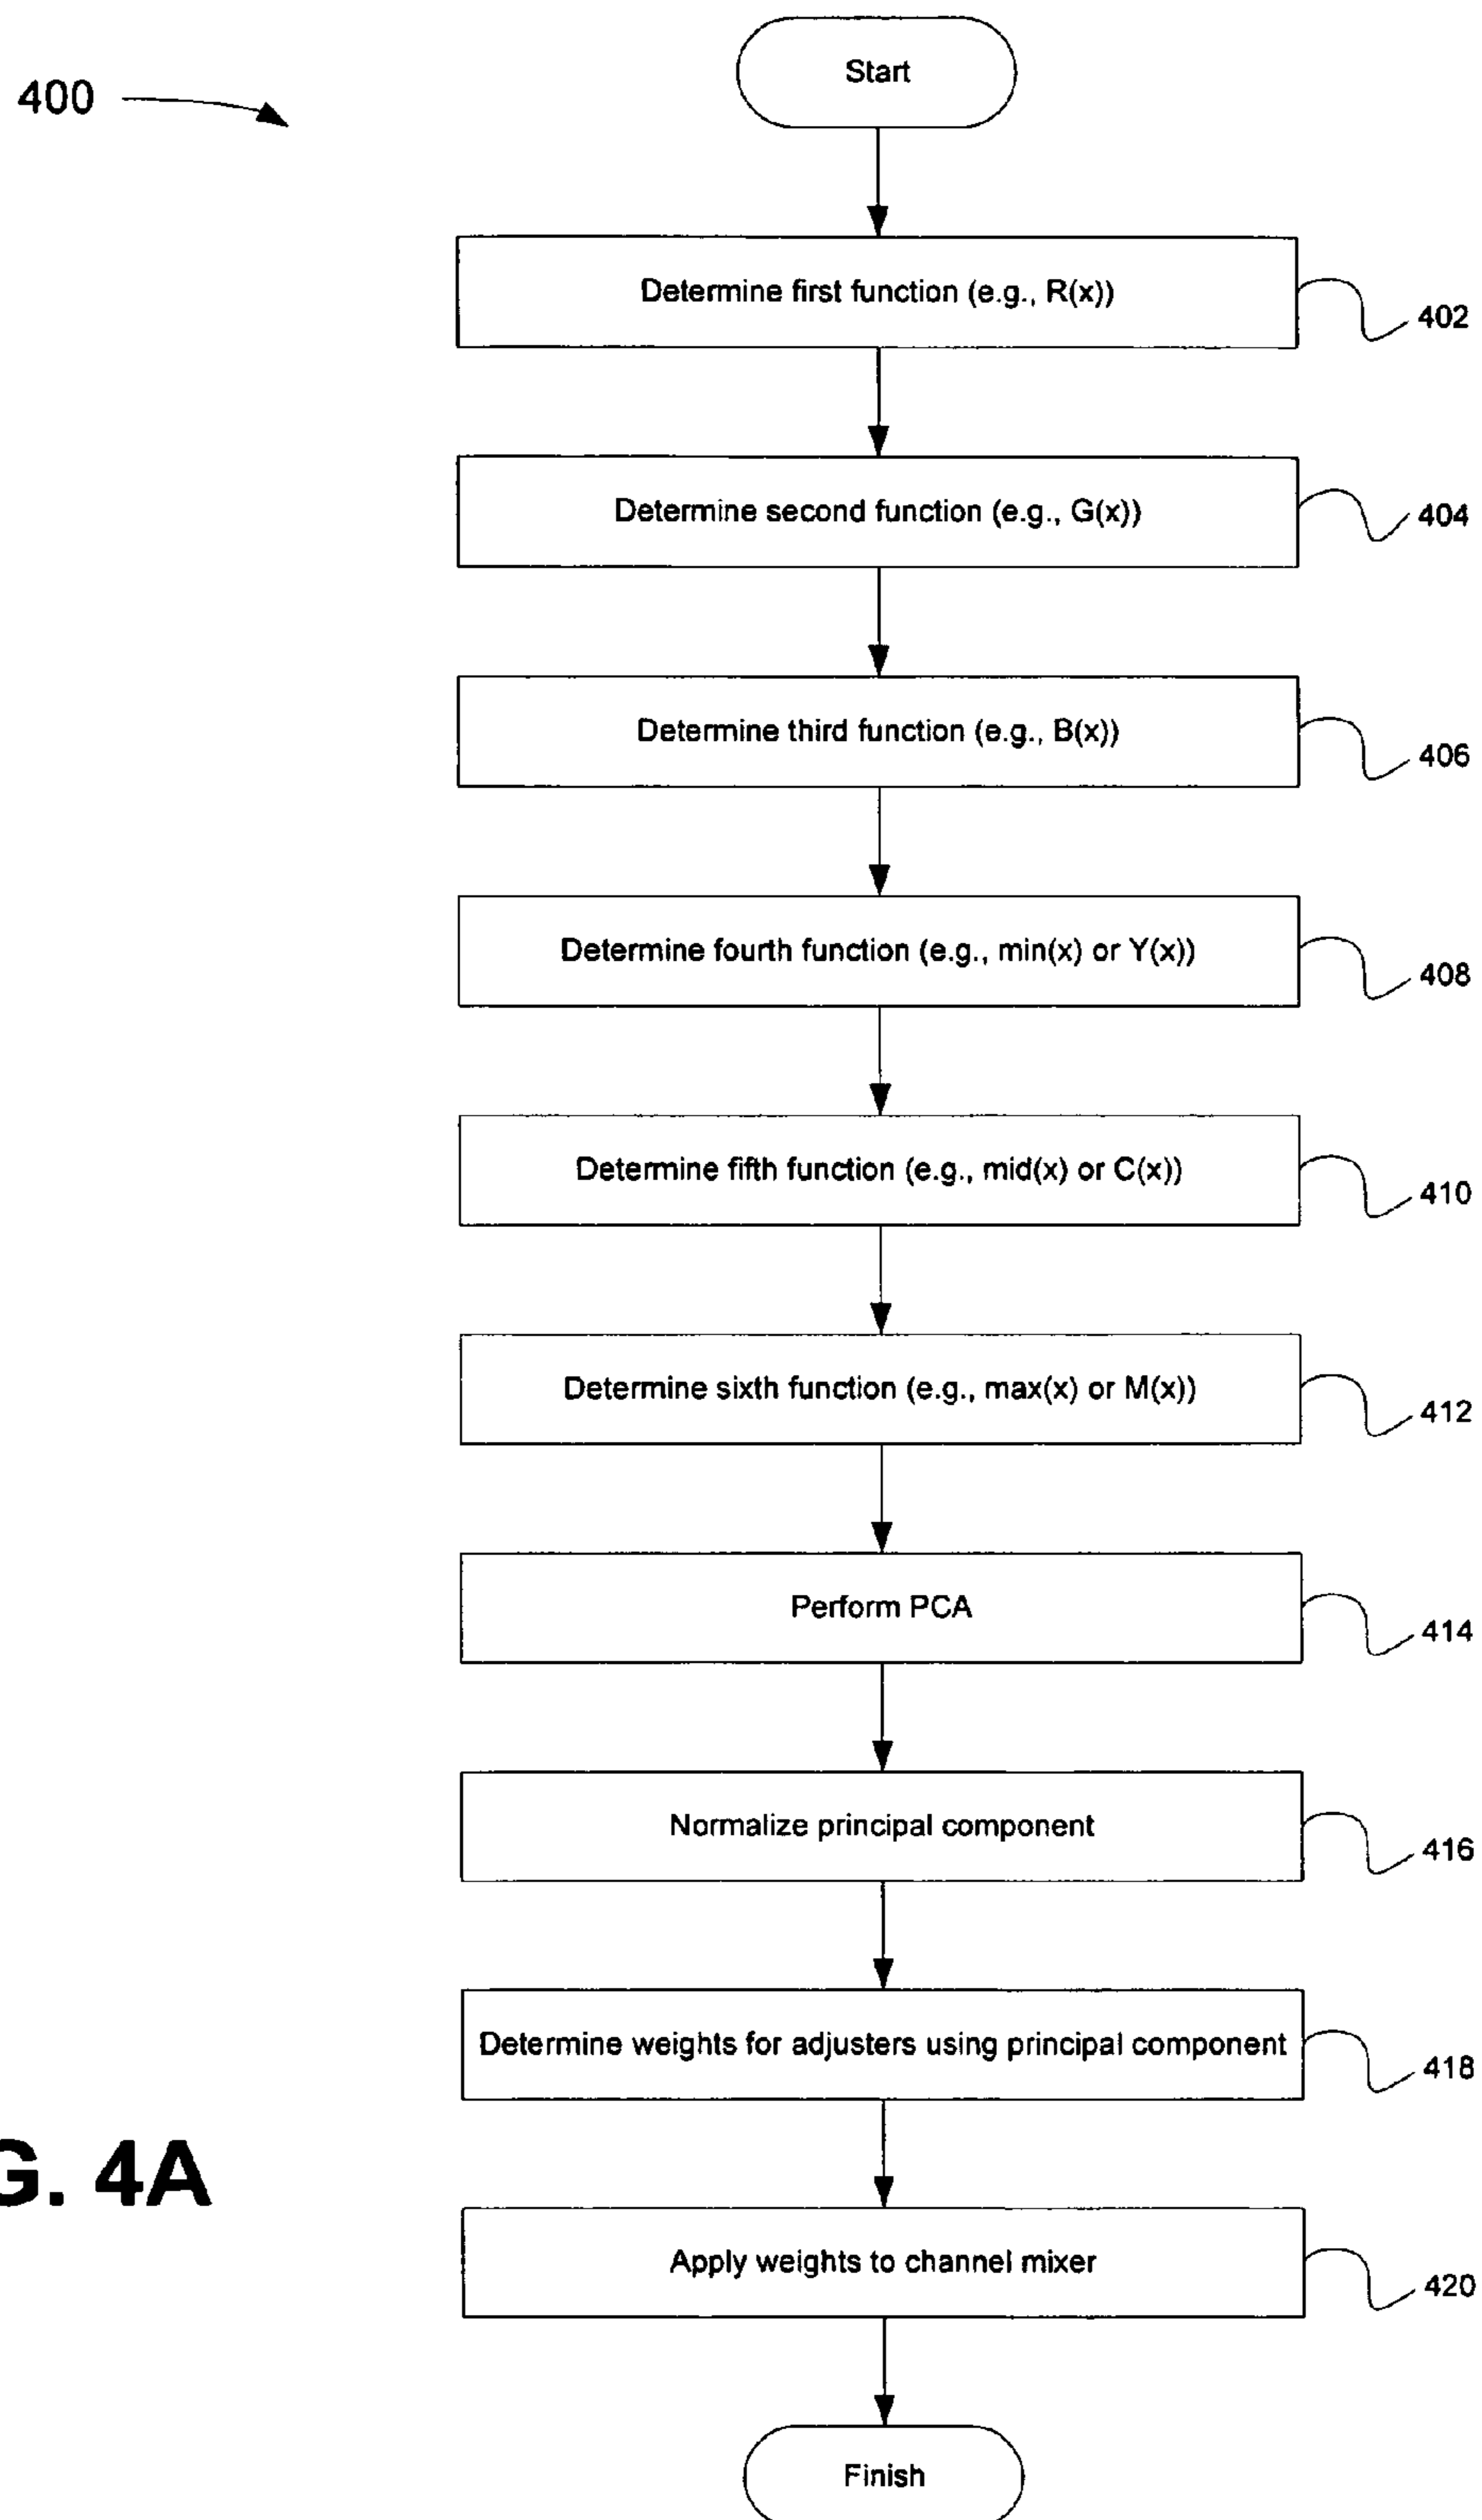 400
Start
Determine first function (e.g., R(x))
402
Determine second function (e.g., G(x))
404
Determine third function (e.g., B(x))
406
Determine fourth function (e.g., min(x) or Y(x))
408
Determine fifth function (e.g., mid(x) or C(x))
410
Determine sixth function (e.g., max(x) or M(x))
412
Perform PCA
414
Normalize principal component
416
Determine weights for adjusters using principal component
418
G. 4A
Apply weights to channel mixer
420
Finish